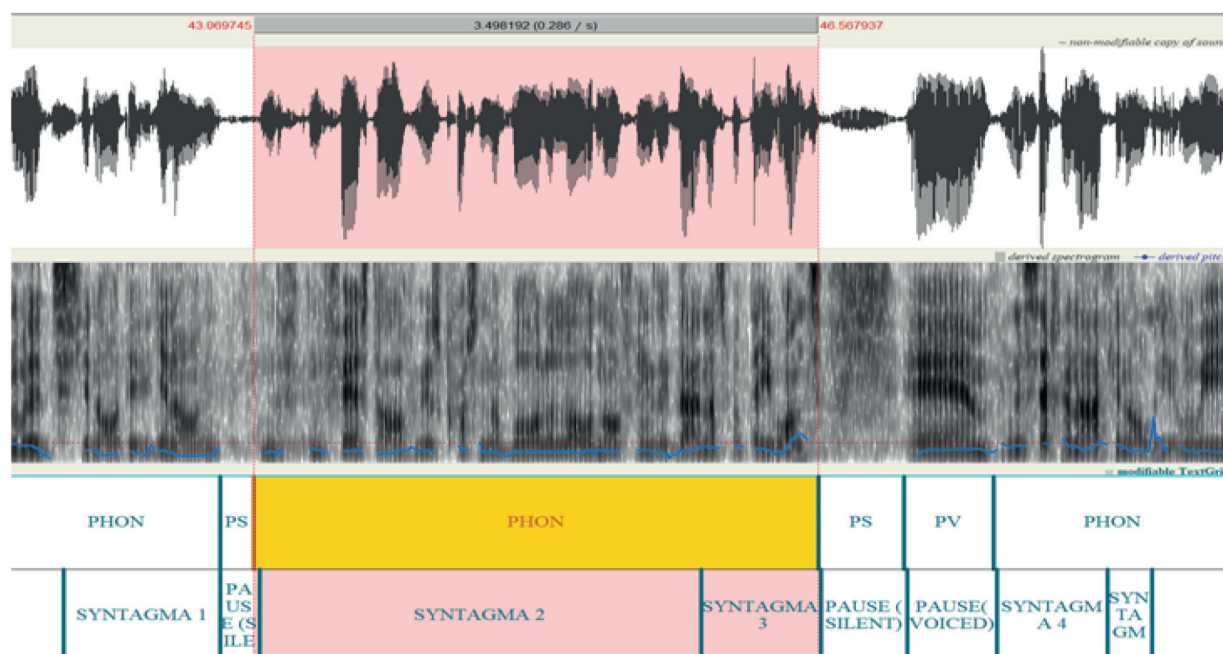 43.069745 3.498192 (0.286 / s) 46.567937
~ non-modifiable copy of soun
derived spectrogram derived pitc
modifiable TextGri
PHON PS PHON PS PV PHON
SYNTAGMA 1
PA
US
E (S
ILE
SYNTAGMA 2
SYNTAGMA
3
PAUSE (
SILENT)
PAUSE(
VOICED)
SYNTAGM
A 4
SYN
TA
GM